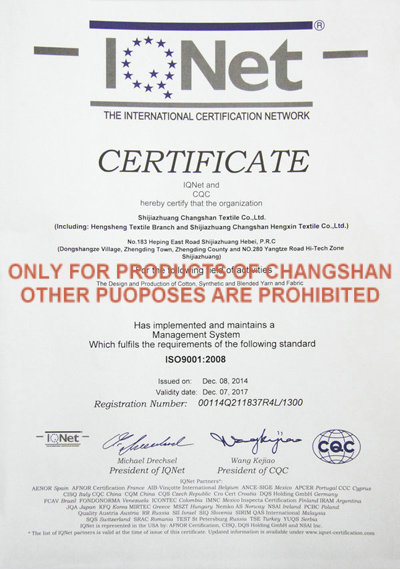 IQNet ®
THE INTERNATIONAL CERTIFICATION NETWORK
CERTIFICATE
IQNet and
CQC
hereby certify that the organization
Shijiazhuang Changshan Textile Co.,Ltd.
(Including: Hengsheng Textile Branch and Shijiazhuang Changshan Hengxin Textile Co.,Ltd.)
No.183 Heping East Road Shijiazhuang Hebei, P.R.C
(Dongshangze Village, Zhengding Town, Zhengding County and NO.280 Yangtze Road Hi-Tech Zone
Shijiazhuang)
ONLY FOR PRODUCTS OF CHANGSHAN
For the following field of activities
The Design and Production of Cotton, Synthetic and Blended Yarn and Fabric
OTHER PUOPOSES ARE PROHIBITED
Has implemented and maintains a
Management System
Which fulfils the requirements of the following standard
ISO9001:2008
Issued on: Dec. 08, 2014
Validity date: Dec. 07, 2017
Registration Number: 00114Q211837R4L/1300
IQNet
CQC
Michael Drechsel Wang Kejiao
President of IQNet President of CQC
IQNet Partners*:
AENOR Spain AFNOR Certification France AIB-Vinçotte International Belgium ANCE-SIGE Mexico APCER Portugal CCC Cyprus
CISQ Italy CQC China CQM China CQS Czech Republic Cro Cert Croatia DQS Holding GmbH Germany
FCAV Brazil FONDONORMA Venezuela ICONTEC Colombia IMNC Mexico Inspecta Certification Finland IRAM Argentina
JQA Japan KFQ Korea MIRTEC Greece MSZT Hungary Nemko AS Norway NSAI Ireland PCBC Poland
Quality Austria Austria RR Russia SII Israel SIQ Slovenia SIRIM QAS International Malaysia
SQS Switzerland SRAC Romania TEST St Petersburg Russia TSE Turkey YUQS Serbia
IQNet is represented in the USA by: AFNOR Certification, CISQ, DQS Holding GmbH and NSAI Inc.
* The list of IQNet partners is valid at the time of issue of this certificate. Updated information is available under www.iqnet-certification.com